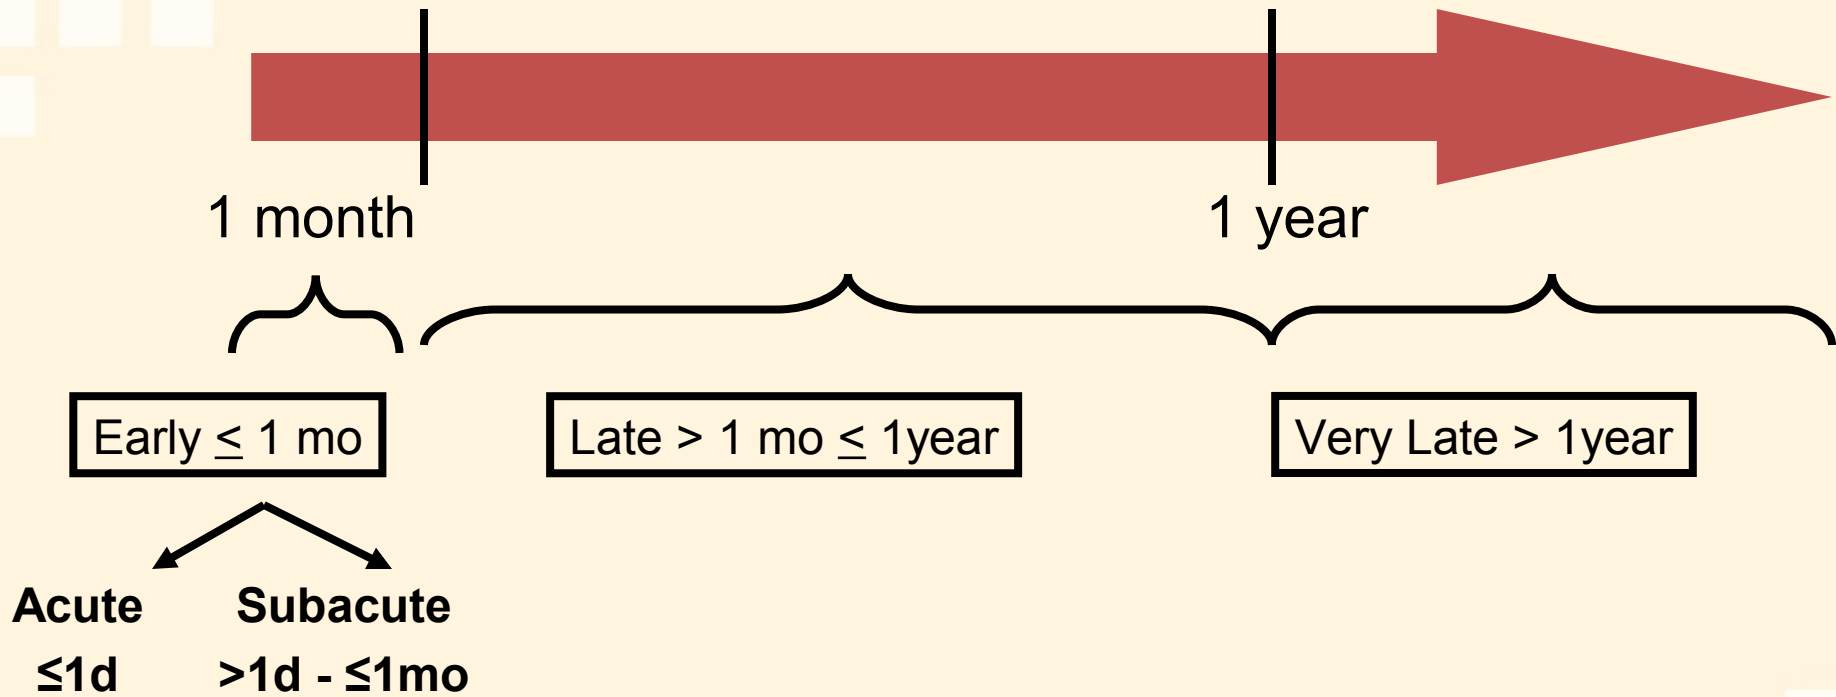 1 month
1 year
Early ≤ 1 mo
Late > 1 mo ≤ 1year
Very Late > 1year
Acute
≤1d
Subacute
>1d - ≤1mo